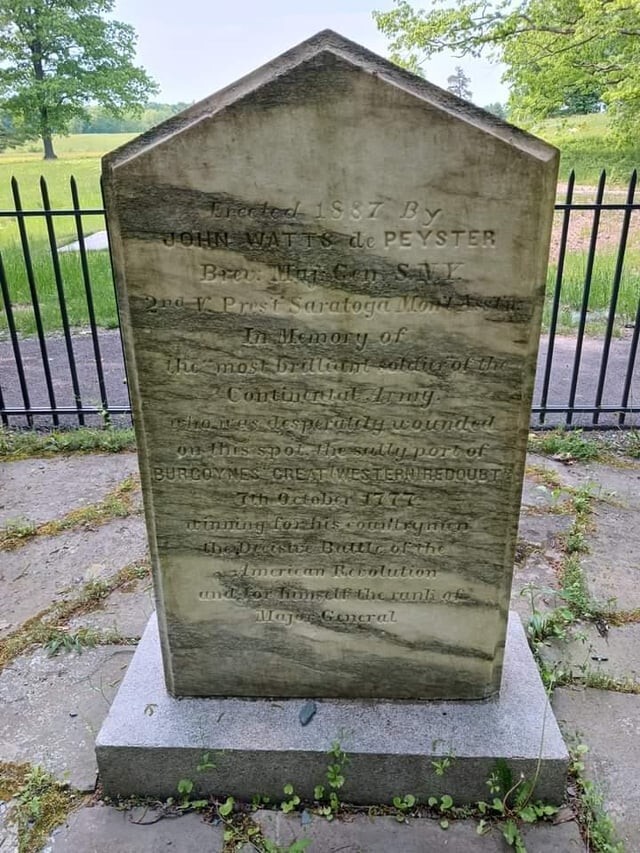 Erected 1887 By
JOHN WATTS de PEYSTER
Brev: Maj: Gen: S.N.Y.
2nd V. Prest Saratoga Mont Asstn
In Memory of
the most brilliant soldier of the
Continental Army
who was desperately wounded
on this spot, the sally port of
BURGOYNES GREAT WESTERN REDOUBT
7th October 1777
winning for his countrymen
the Decisive Battle of the
American Revolution
and for himself the rank of
Major General